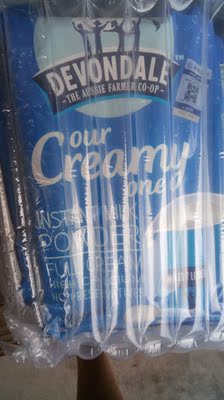 DEVONDALE
- THE AUSSIE FARMER CO-OP -
our
Creamy
one
INSTANT MILK
POWDER
FULL CREAM